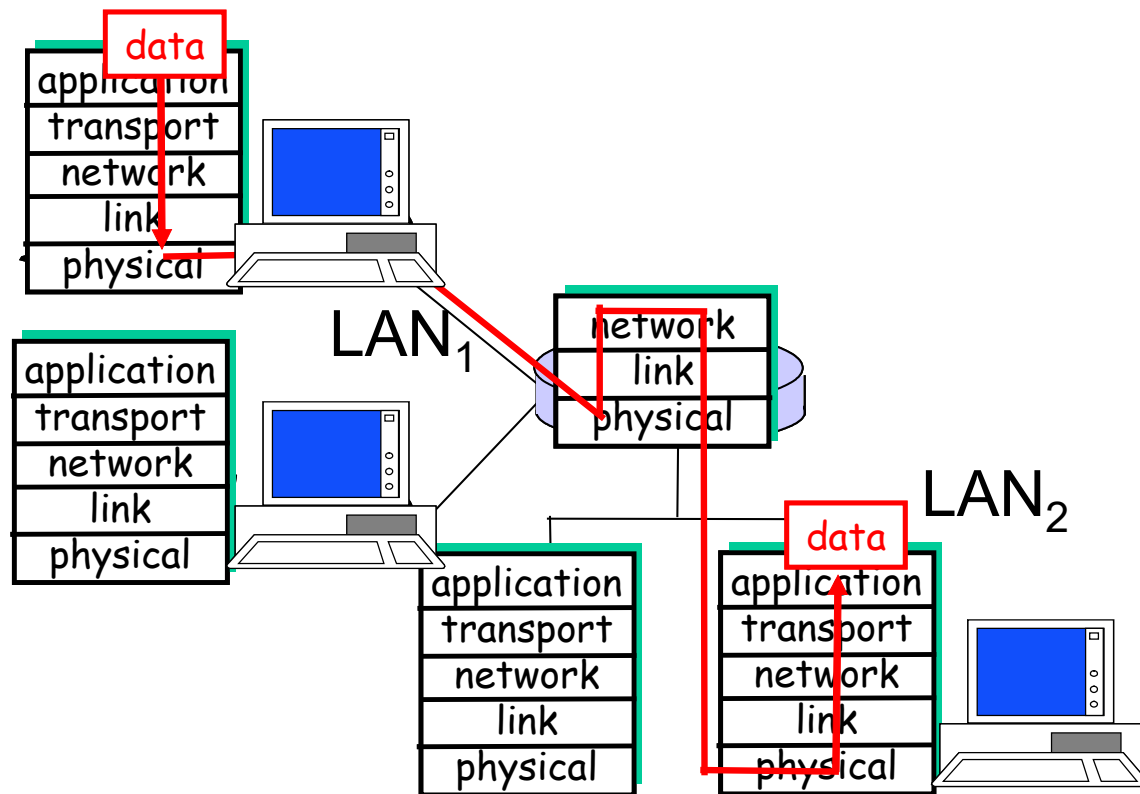 data
application
transport
network
link
physical
LAN₁
network
link
physical
application
transport
network
link
physical
LAN₂
data
application
transport
network
link
physical
application
transport
network
link
physical